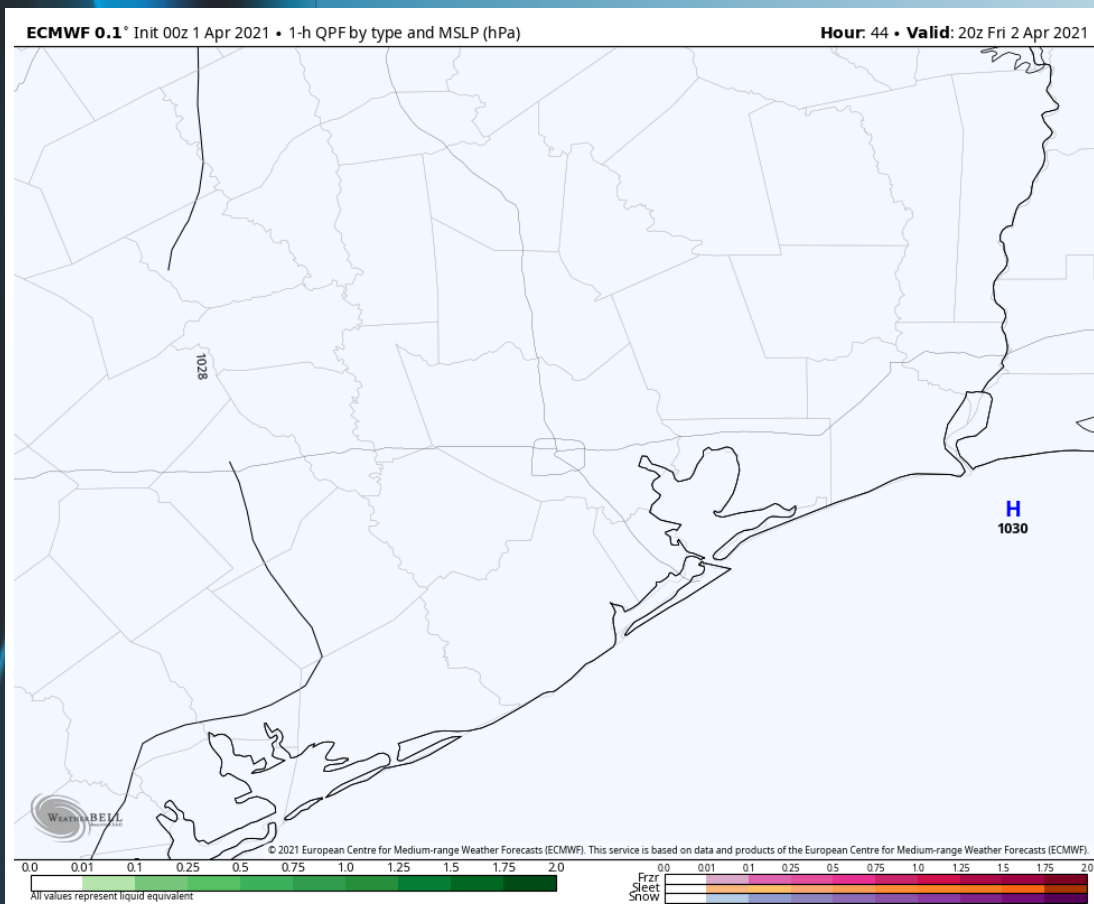 ECMWF 0.1° Init 00z 1 Apr 2021 • 1-h QPF by type and MSLP (hPa)
Hour: 44 • Valid: 20z Fri 2 Apr 2021
1028
H
1030
WEATHERBELL
© 2021 European Centre for Medium-range Weather Forecasts (ECMWF). This service is based on data and products of the European Centre for Medium-range Weather Forecasts (ECMWF).
0.0 0.01 0.1 0.25 0.5 0.75 1.0 1.25 1.5 1.75 2.0
All values represent liquid equivalent
0.0 0.01 0.1 0.25 0.5 0.75 1.0 1.25 1.5 1.75 2.0
Frzr
Sleet
Snow